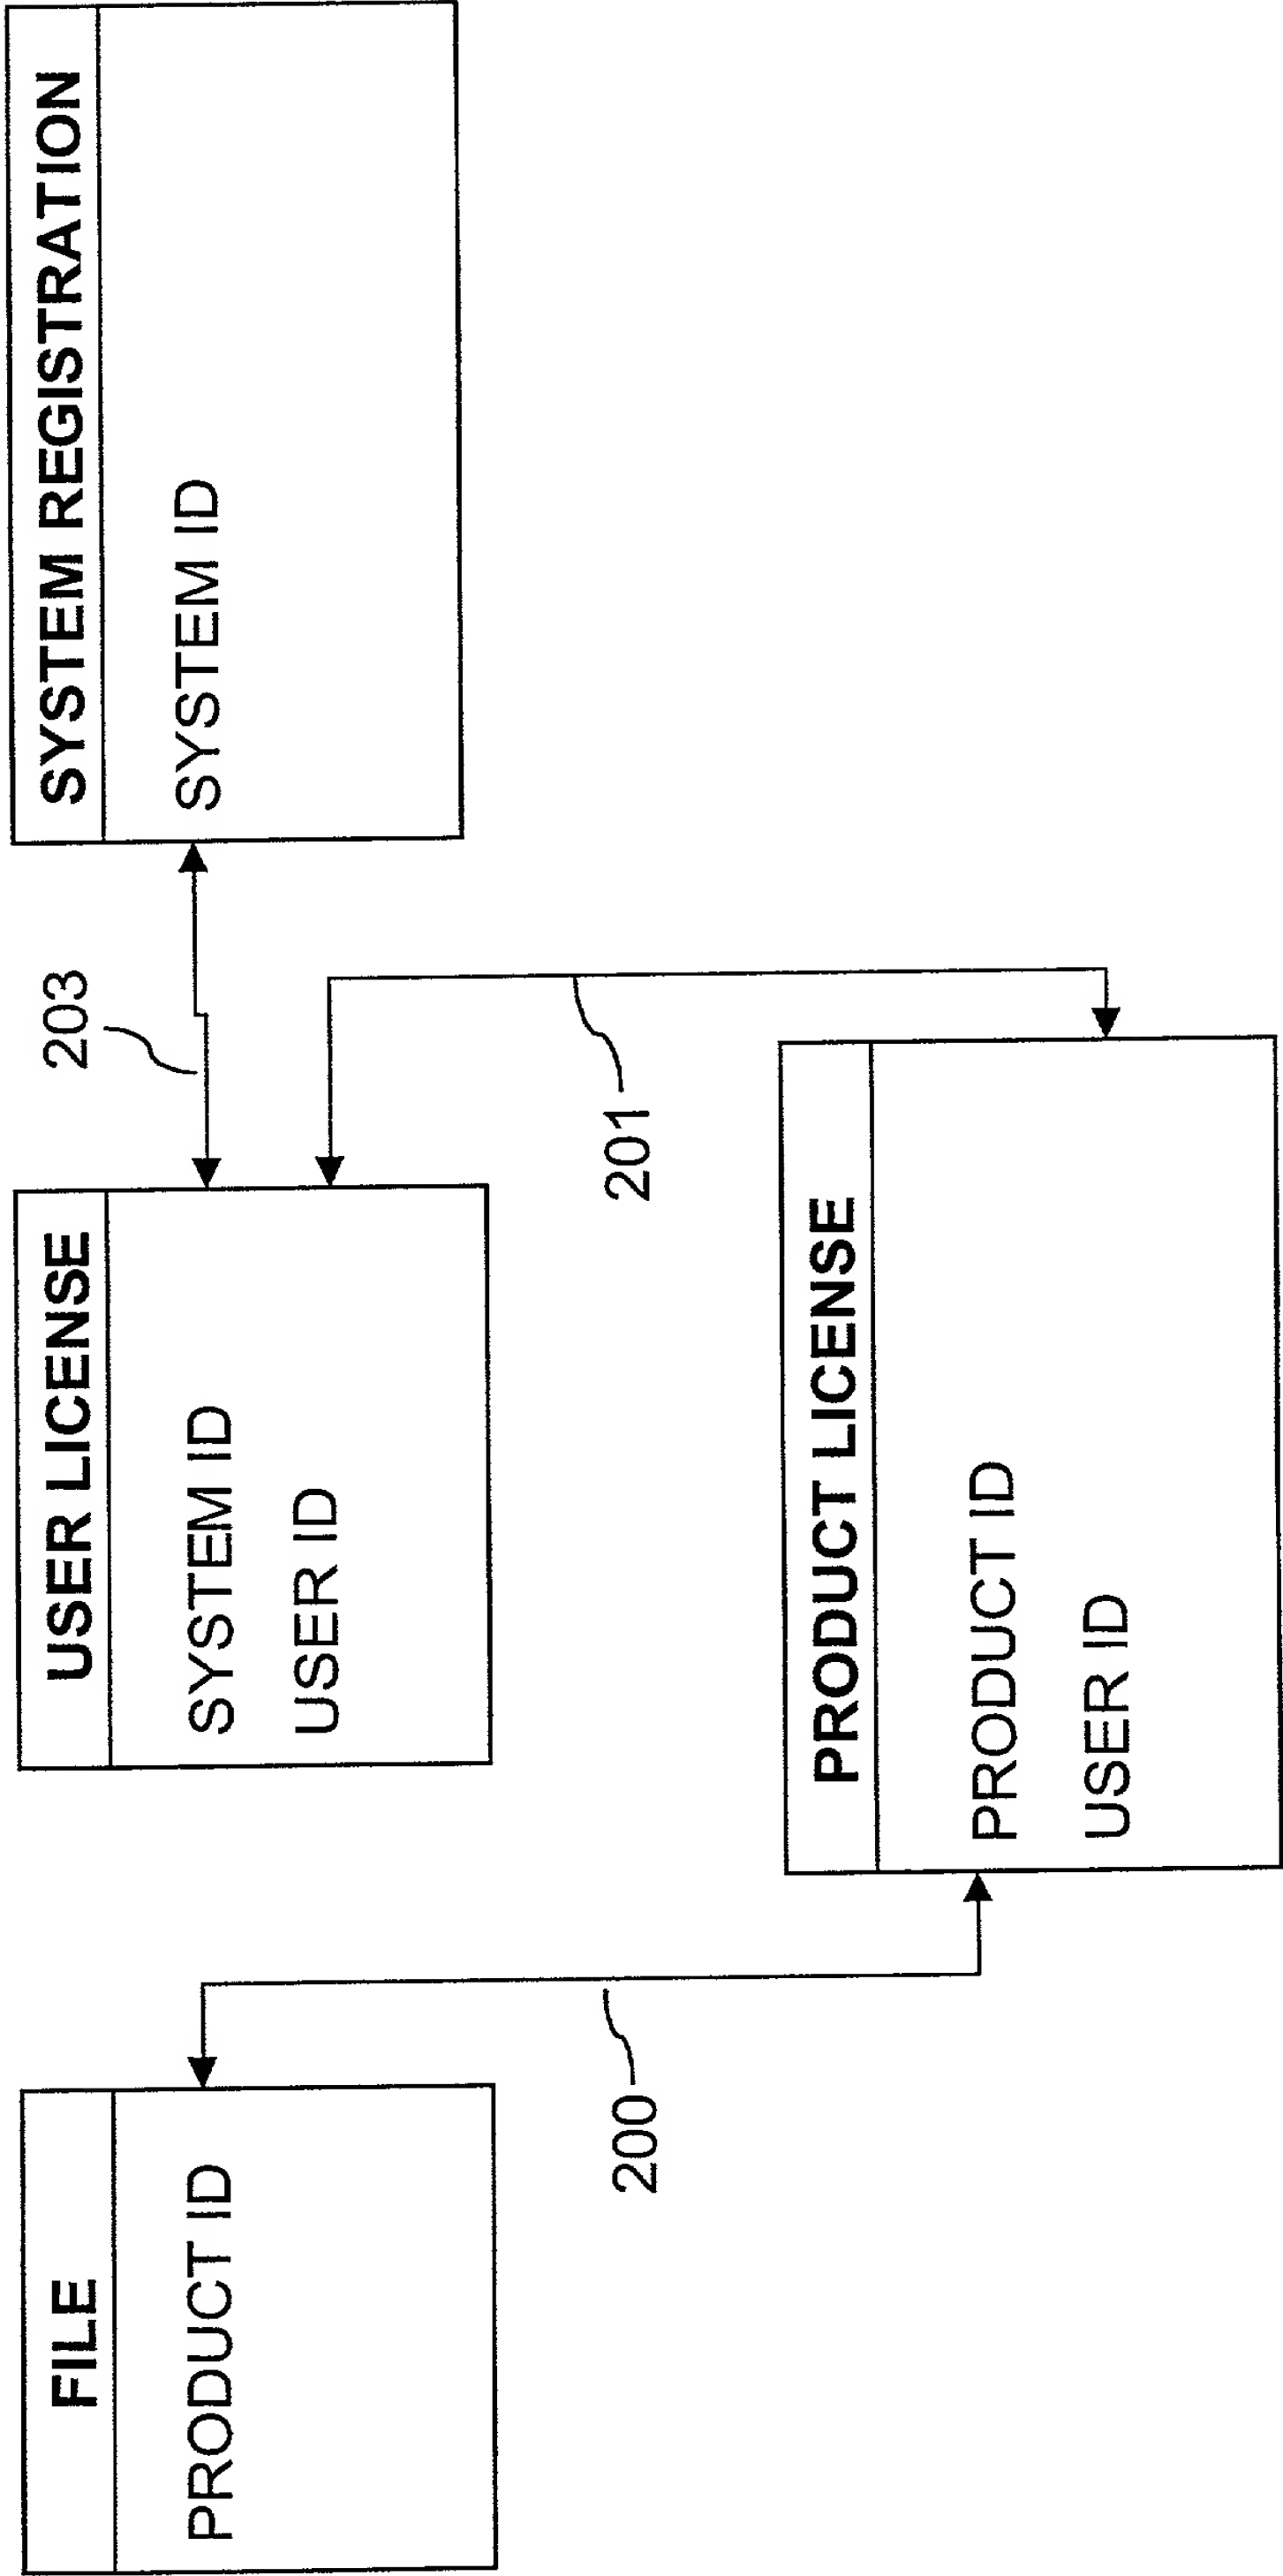 FILE
PRODUCT ID
200
USER LICENSE
SYSTEM ID
USER ID
203
SYSTEM REGISTRATION
SYSTEM ID
201
PRODUCT LICENSE
PRODUCT ID
USER ID